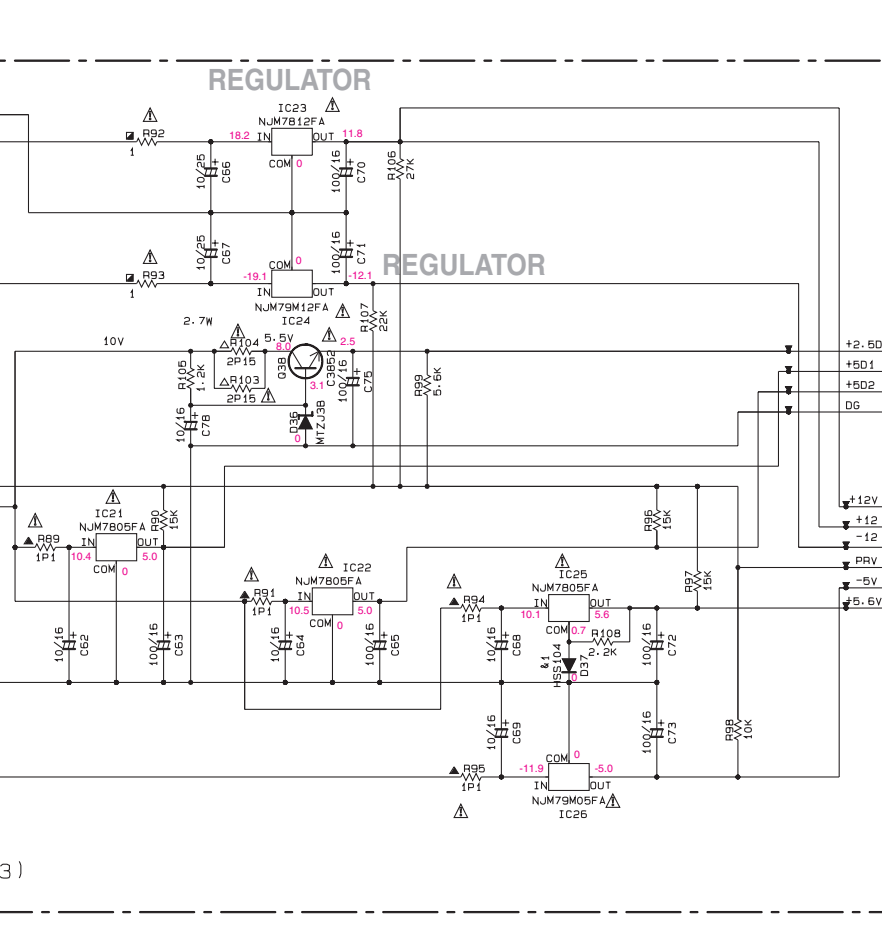 REGULATOR
IC23
NJM7812FA
R92
1
18.2 IN OUT 11.8
COM 0
10/25
C66
100/16
C70
R106
27K
10/25
C67
100/16
C71
REGULATOR
R93
1
COM 0
-19.1 -12.1
IN OUT
NJM79M12FA
IC24
R107
22K
2.7W
10V
R104
2P15
5.5V
8.0
2.5
Q38
C3852
3.1
R105
1.2K
R103
2P15
100/16
C75
R99
5.6K
10/16
C78
D36
MTZJ3B
0
+2.5D
+5D1
+5D2
DG
IC21
NJM7805FA
R89
1P1
IN OUT
10.4 5.0
COM 0
R90
15K
R96
15K
R97
15K
+12V
+12
-12
PRV
-5V
+5.6V
IC22
NJM7805FA
R91
1P1
IN OUT
10.5 5.0
COM 0
IC25
NJM7805FA
R94
1P1
IN OUT
10.1 5.6
COM 0.7
R108
2.2K
10/16
C62
100/16
C63
10/16
C64
100/16
C65
10/16
C68
&1
HSS104
D37
0
100/16
C72
10/16
C69
100/16
C73
R98
10K
R95
1P1
COM 0
-11.9 -5.0
IN OUT
NJM79M05FA
IC26
3)